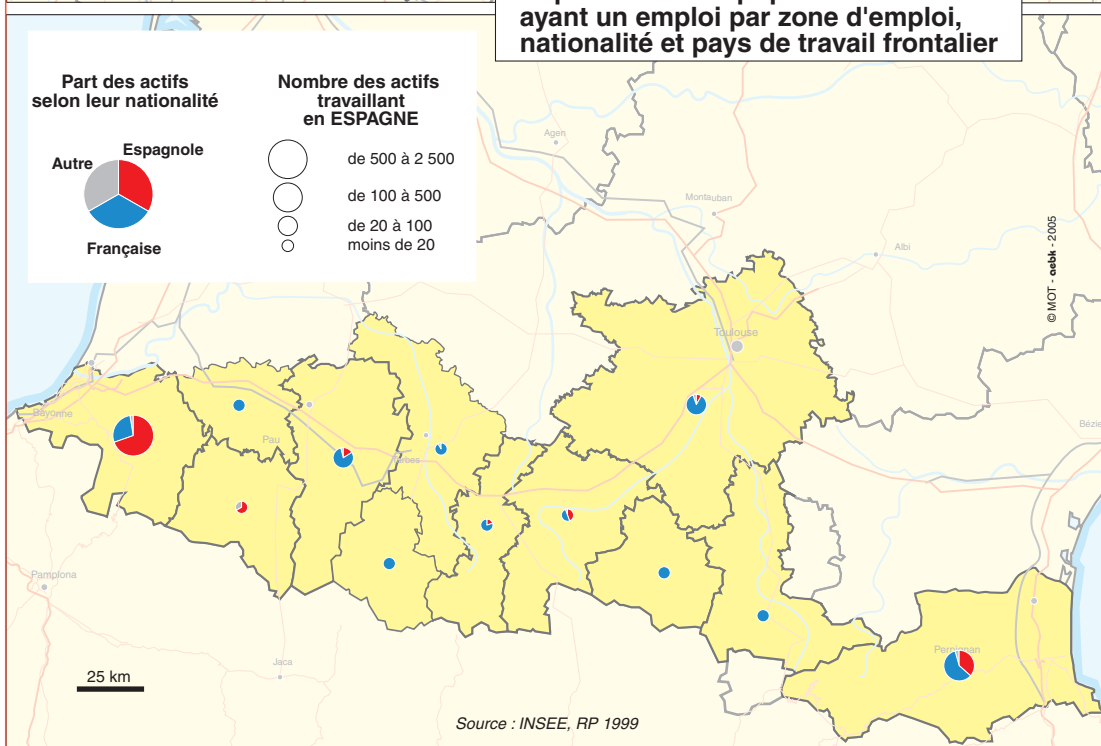 ayant un emploi par zone d'emploi,
nationalité et pays de travail frontalier
Part des actifs
selon leur nationalité
Autre
Espagnole
Française
Nombre des actifs
travaillant
en ESPAGNE
de 500 à 2 500
de 100 à 500
de 20 à 100
moins de 20
Agen
Montauban
Albi
© MOT - aebk - 2005
Toulouse
Bayonne
Pau
Tarbes
Pamplona
Jaca
Perpignan
25 km
Source : INSEE, RP 1999